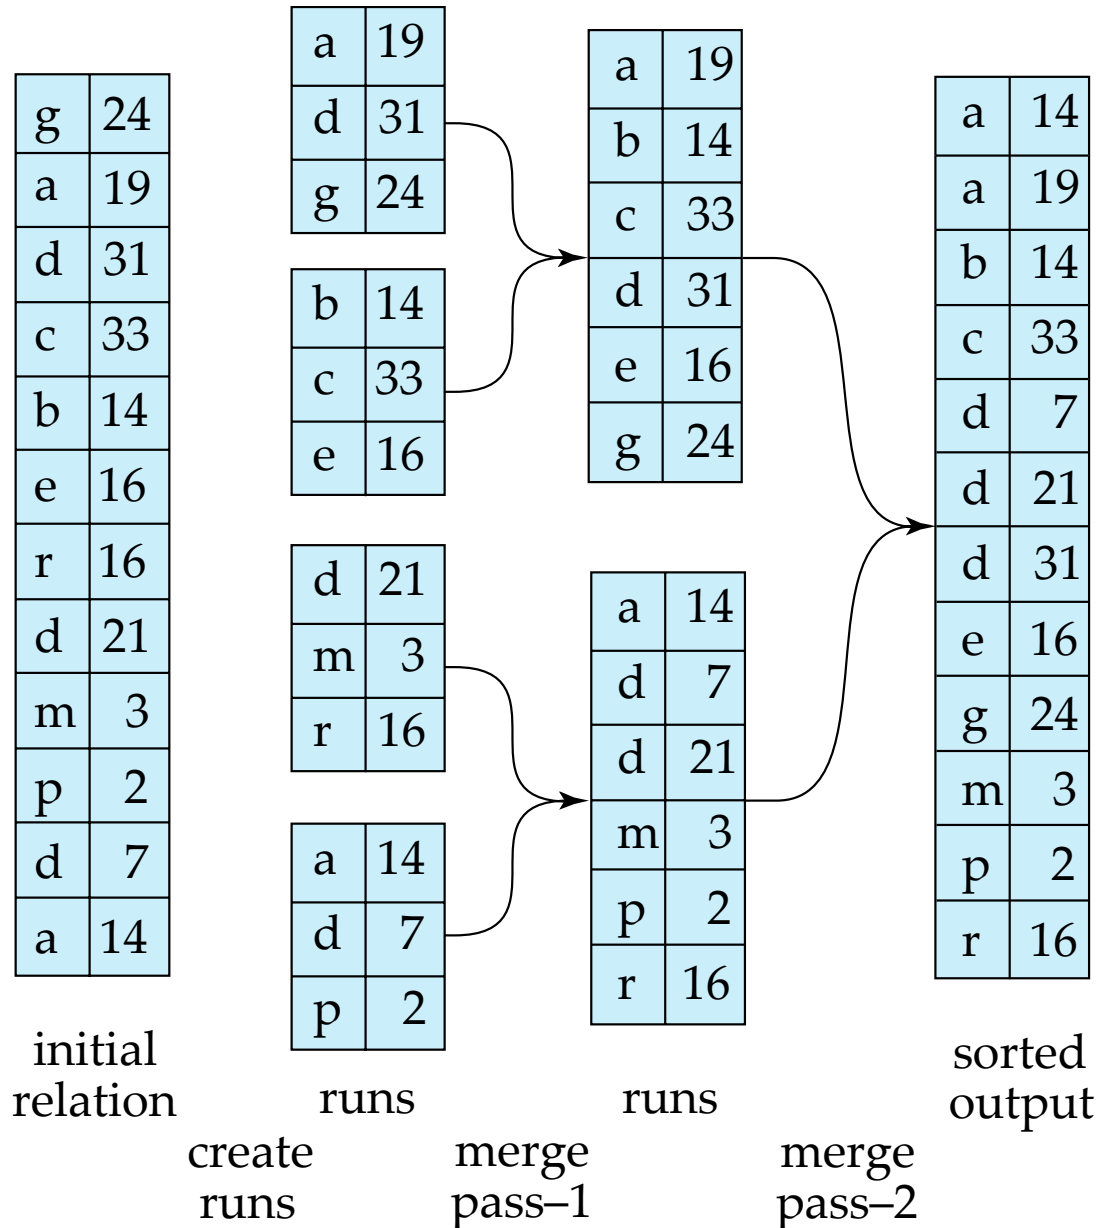 g 24
a 19
d 31
c 33
b 14
e 16
r 16
d 21
m 3
p 2
d 7
a 14
initial
relation
create
runs
a 19
d 31
g 24
b 14
c 33
e 16
d 21
m 3
r 16
a 14
d 7
p 2
runs
merge
pass–1
a 19
b 14
c 33
d 31
e 16
g 24
a 14
d 7
d 21
m 3
p 2
r 16
runs
merge
pass–2
a 14
a 19
b 14
c 33
d 7
d 21
d 31
e 16
g 24
m 3
p 2
r 16
sorted
output